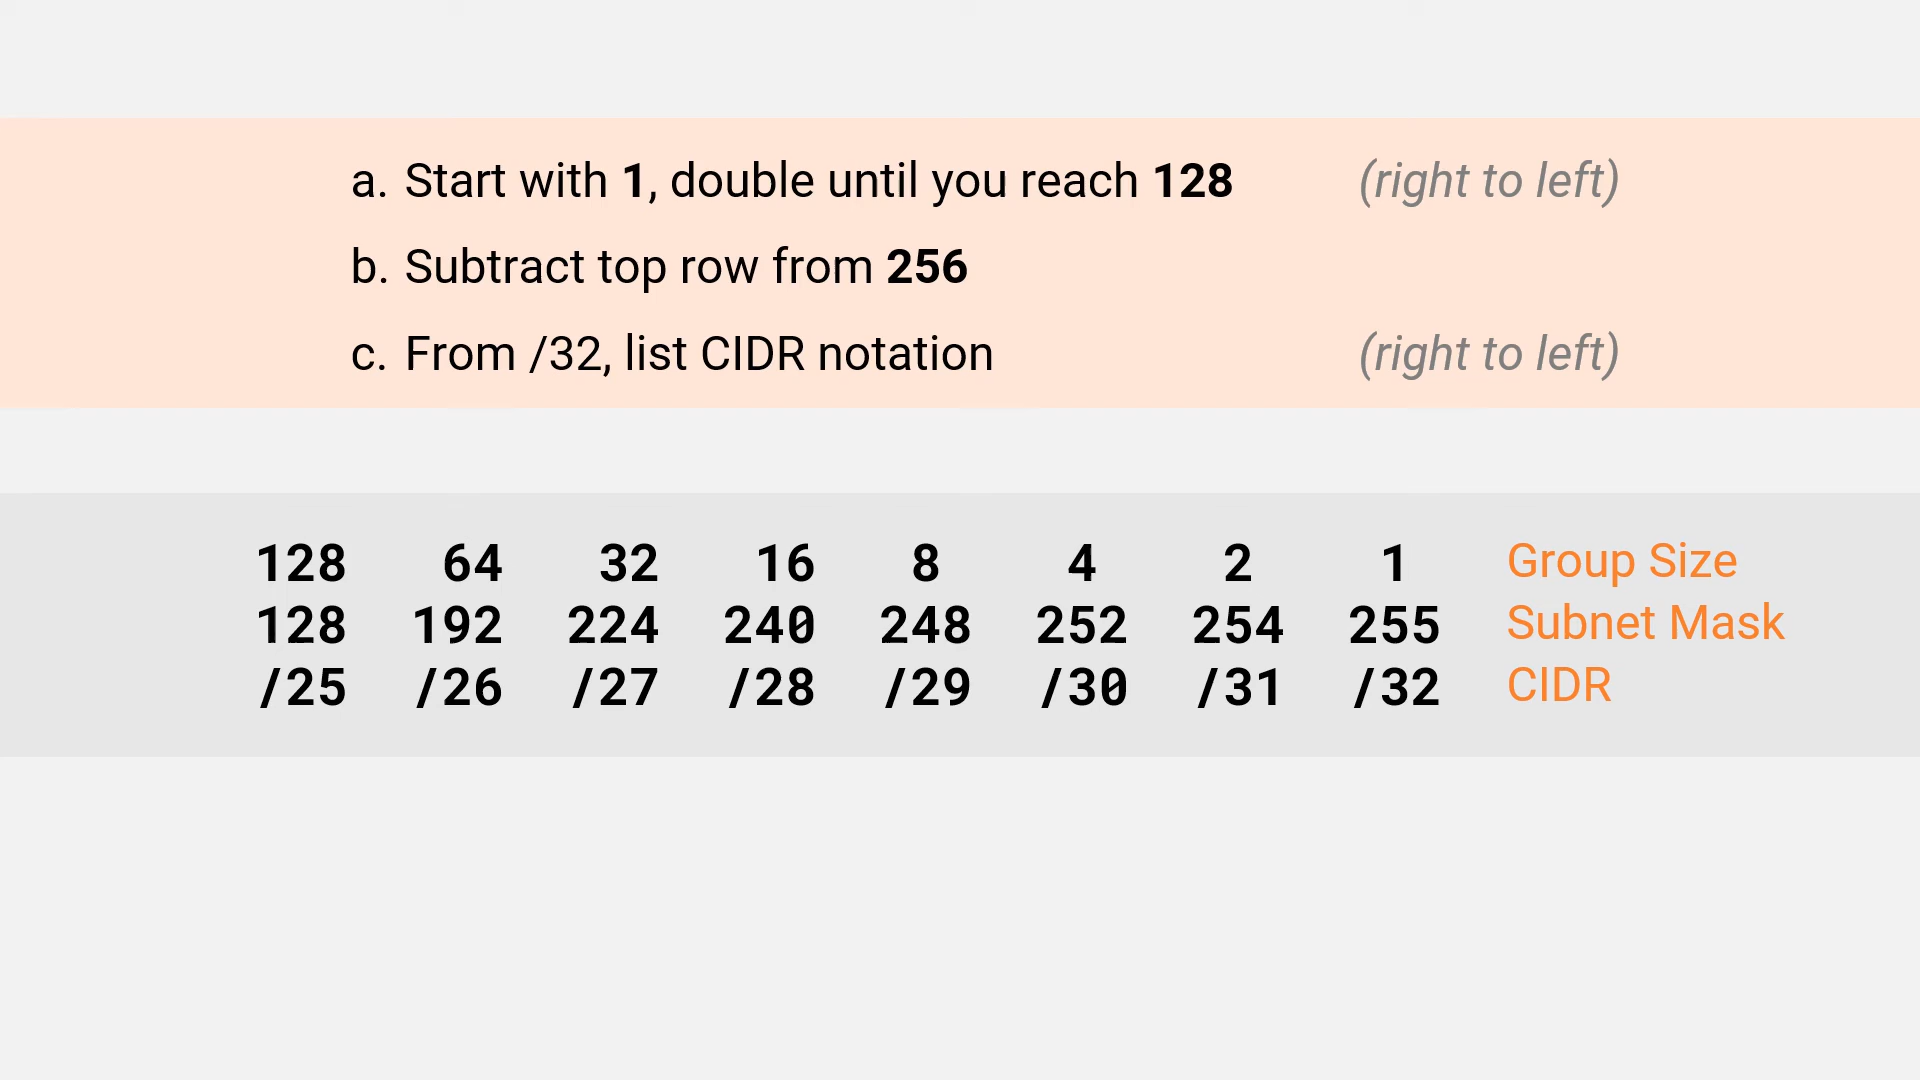 a. Start with 1, double until you reach 128 (right to left)
b. Subtract top row from 256
c. From /32, list CIDR notation (right to left)
128 64 32 16 8 4 2 1 Group Size
128 192 224 240 248 252 254 255 Subnet Mask
/25 /26 /27 /28 /29 /30 /31 /32 CIDR